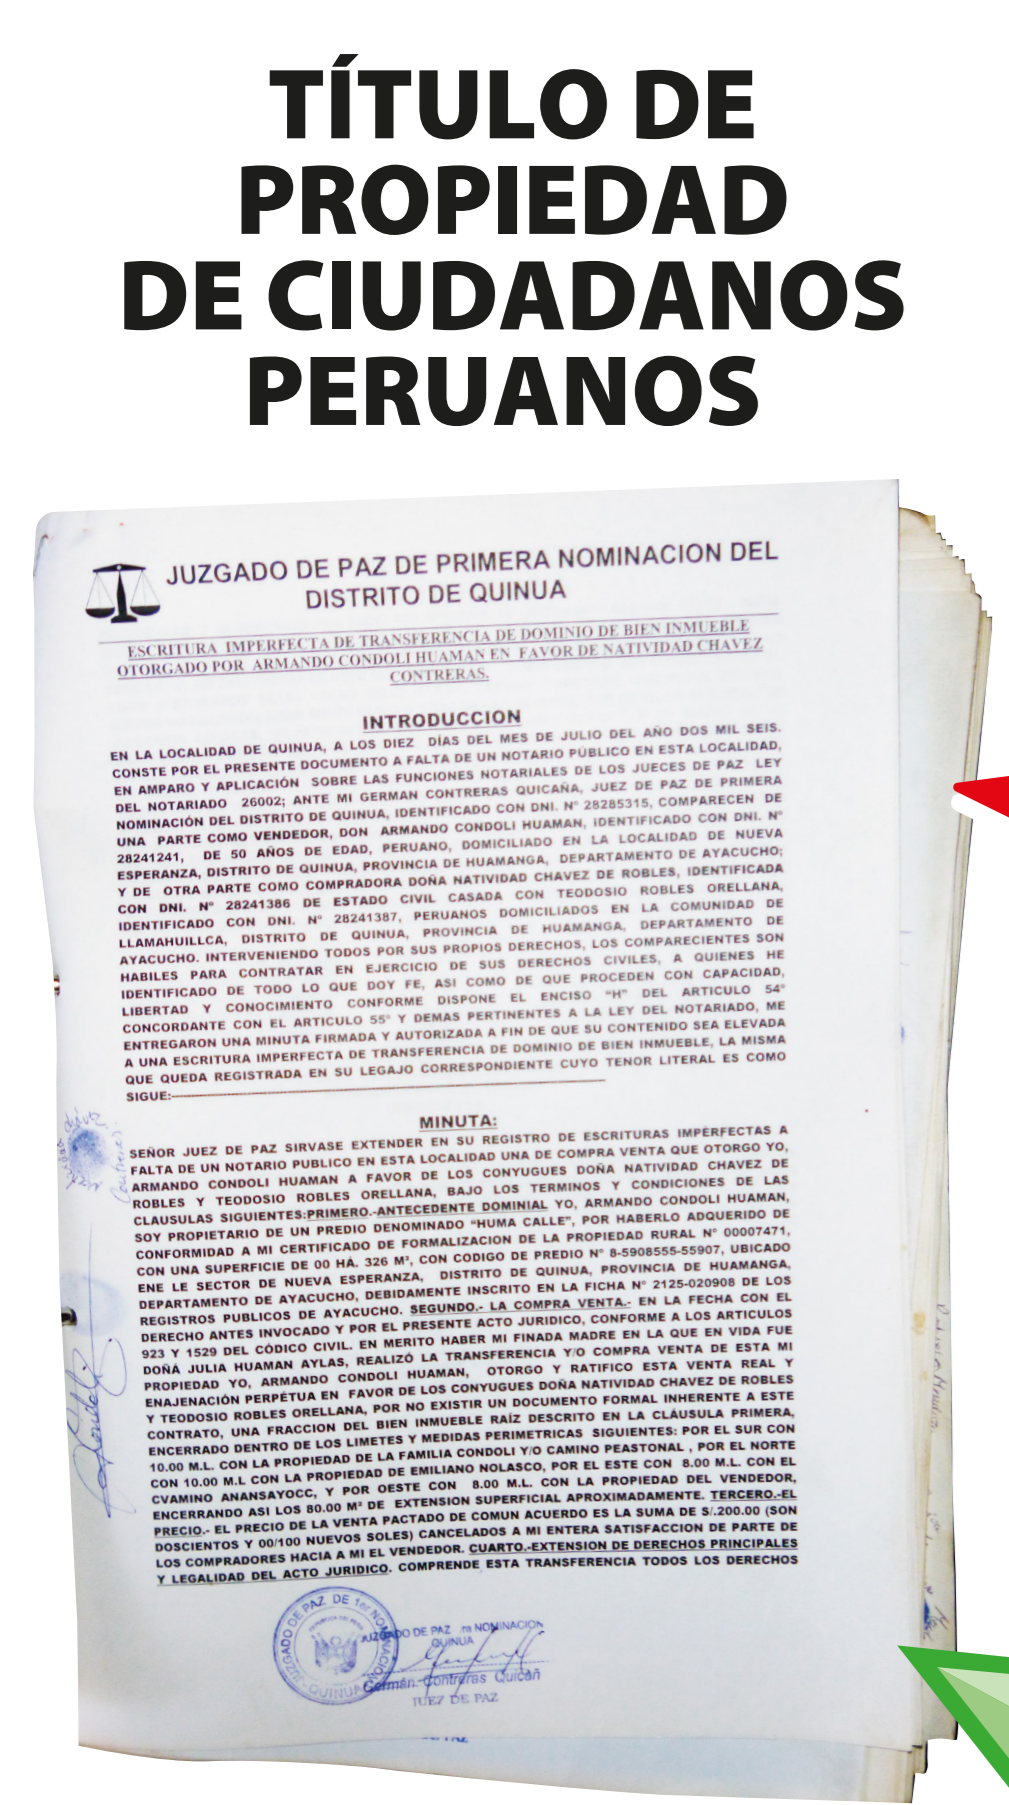 TÍTULO DE
PROPIEDAD
DE CIUDADANOS
PERUANOS
JUZGADO DE PAZ DE PRIMERA NOMINACION DEL
DISTRITO DE QUINUA
ESCRITURA IMPERFECTA DE TRANSFERENCIA DE DOMINIO DE BIEN INMUEBLE
OTORGADO POR ARMANDO CONDOLI HUAMAN EN FAVOR DE NATIVIDAD CHAVEZ
CONTRERAS.
INTRODUCCION
EN LA LOCALIDAD DE QUINUA, A LOS DIEZ DÍAS DEL MES DE JULIO DEL AÑO DOS MIL SEIS.
CONSTE POR EL PRESENTE DOCUMENTO A FALTA DE UN NOTARIO PÚBLICO EN ESTA LOCALIDAD,
EN AMPARO Y APLICACIÓN SOBRE LAS FUNCIONES NOTARIALES DE LOS JUECES DE PAZ LEY
DEL NOTARIADO 26002; ANTE MI GERMAN CONTRERAS QUICAÑA, JUEZ DE PAZ DE PRIMERA
NOMINACIÓN DEL DISTRITO DE QUINUA, IDENTIFICADO CON DNI. N° 28285315, COMPARECEN DE
UNA PARTE COMO VENDEDOR, DON ARMANDO CONDOLI HUAMAN, IDENTIFICADO CON DNI. N°
28241241, DE 50 AÑOS DE EDAD, PERUANO, DOMICILIADO EN LA LOCALIDAD DE NUEVA
ESPERANZA, DISTRITO DE QUINUA, PROVINCIA DE HUAMANGA, DEPARTAMENTO DE AYACUCHO;
Y DE OTRA PARTE COMO COMPRADORA DOÑA NATIVIDAD CHAVEZ DE ROBLES, IDENTIFICADA
CON DNI. N° 28241386 DE ESTADO CIVIL CASADA CON TEODOSIO ROBLES ORELLANA,
IDENTIFICADO CON DNI. N° 28241387, PERUANOS DOMICILIADOS EN LA COMUNIDAD DE
LLAMAHUILLCA, DISTRITO DE QUINUA, PROVINCIA DE HUAMANGA, DEPARTAMENTO DE
AYACUCHO. INTERVENIENDO TODOS POR SUS PROPIOS DERECHOS, LOS COMPARECIENTES SON
HABILES PARA CONTRATAR EN EJERCICIO DE SUS DERECHOS CIVILES, A QUIENES HE
IDENTIFICADO DE TODO LO QUE DOY FE, ASI COMO DE QUE PROCEDEN CON CAPACIDAD,
LIBERTAD Y CONOCIMIENTO CONFORME DISPONE EL ENCISO “H” DEL ARTICULO 54°
CONCORDANTE CON EL ARTICULO 55° Y DEMAS PERTINENTES A LA LEY DEL NOTARIADO, ME
ENTREGARON UNA MINUTA FIRMADA Y AUTORIZADA A FIN DE QUE SU CONTENIDO SEA ELEVADA
A UNA ESCRITURA IMPERFECTA DE TRANSFERENCIA DE DOMINIO DE BIEN INMUEBLE, LA MISMA
QUE QUEDA REGISTRADA EN SU LEGAJO CORRESPONDIENTE CUYO TENOR LITERAL ES COMO
SIGUE:
MINUTA:
SEÑOR JUEZ DE PAZ SIRVASE EXTENDER EN SU REGISTRO DE ESCRITURAS IMPERFECTAS A
FALTA DE UN NOTARIO PUBLICO EN ESTA LOCALIDAD UNA DE COMPRA VENTA QUE OTORGO YO,
ARMANDO CONDOLI HUAMAN A FAVOR DE LOS CONYUGUES DOÑA NATIVIDAD CHAVEZ DE
ROBLES Y TEODOSIO ROBLES ORELLANA, BAJO LOS TERMINOS Y CONDICIONES DE LAS
CLAUSULAS SIGUIENTES:PRIMERO.-ANTECEDENTE DOMINIAL YO, ARMANDO CONDOLI HUAMAN,
SOY PROPIETARIO DE UN PREDIO DENOMINADO “HUMA CALLE”, POR HABERLO ADQUERIDO DE
CONFORMIDAD A MI CERTIFICADO DE FORMALIZACION DE LA PROPIEDAD RURAL N° 00007471,
CON UNA SUPERFICIE DE 00 HÁ. 326 M², CON CODIGO DE PREDIO N° 8-5908555-55907, UBICADO
ENE LE SECTOR DE NUEVA ESPERANZA, DISTRITO DE QUINUA, PROVINCIA DE HUAMANGA,
DEPARTAMENTO DE AYACUCHO, DEBIDAMENTE INSCRITO EN LA FICHA N° 2125-020908 DE LOS
REGISTROS PUBLICOS DE AYACUCHO. SEGUNDO.- LA COMPRA VENTA.- EN LA FECHA CON EL
DERECHO ANTES INVOCADO Y POR EL PRESENTE ACTO JURIDICO, CONFORME A LOS ARTICULOS
923 Y 1529 DEL CÓDICO CIVIL. EN MERITO HABER MI FINADA MADRE EN LA QUE EN VIDA FUE
DOÑA JULIA HUAMAN AYLAS, REALIZÓ LA TRANSFERENCIA Y/O COMPRA VENTA DE ESTA MI
PROPIEDAD YO, ARMANDO CONDOLI HUAMAN, OTORGO Y RATIFICO ESTA VENTA REAL Y
ENAJENACIÓN PERPÉTUA EN FAVOR DE LOS CONYUGUES DOÑA NATIVIDAD CHAVEZ DE ROBLES
Y TEODOSIO ROBLES ORELLANA, POR NO EXISTIR UN DOCUMENTO FORMAL INHERENTE A ESTE
CONTRATO, UNA FRACCION DEL BIEN INMUEBLE RAÍZ DESCRITO EN LA CLÁUSULA PRIMERA,
ENCERRADO DENTRO DE LOS LIMETES Y MEDIDAS PERIMETRICAS SIGUIENTES: POR EL SUR CON
10.00 M.L. CON LA PROPIEDAD DE LA FAMILIA CONDOLI Y/O CAMINO PEASTONAL , POR EL NORTE
CON 10.00 M.L CON LA PROPIEDAD DE EMILIANO NOLASCO, POR EL ESTE CON 8.00 M.L. CON EL
CVAMINO ANANSAYOCC, Y POR OESTE CON 8.00 M.L. CON LA PROPIEDAD DEL VENDEDOR,
ENCERRANDO ASI LOS 80.00 M² DE EXTENSION SUPERFICIAL APROXIMADAMENTE. TERCERO.-EL
PRECIO.- EL PRECIO DE LA VENTA PACTADO DE COMUN ACUERDO ES LA SUMA DE S/.200.00 (SON
DOSCIENTOS Y 00/100 NUEVOS SOLES) CANCELADOS A MI ENTERA SATISFACCION DE PARTE DE
LOS COMPRADORES HACIA A MI EL VENDEDOR. CUARTO.-EXTENSION DE DERECHOS PRINCIPALES
Y LEGALIDAD DEL ACTO JURIDICO. COMPRENDE ESTA TRANSFERENCIA TODOS LOS DERECHOS
JUZGADO DE PAZ DE 1er NOMINACION
QUINUA
JUZGADO DE PAZ 1ra NOMINACION
QUINUA
Germán Contreras Quicañ
JUEZ DE PAZ